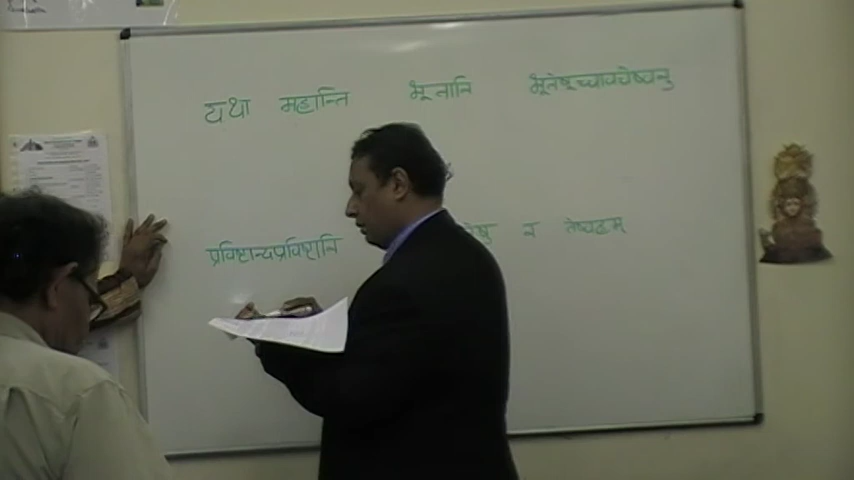 यथा महान्ति भूतानि भूतेषूच्चावचेष्वनु
प्रविष्टान्यप्रविष्टानि न तेष्वहम्